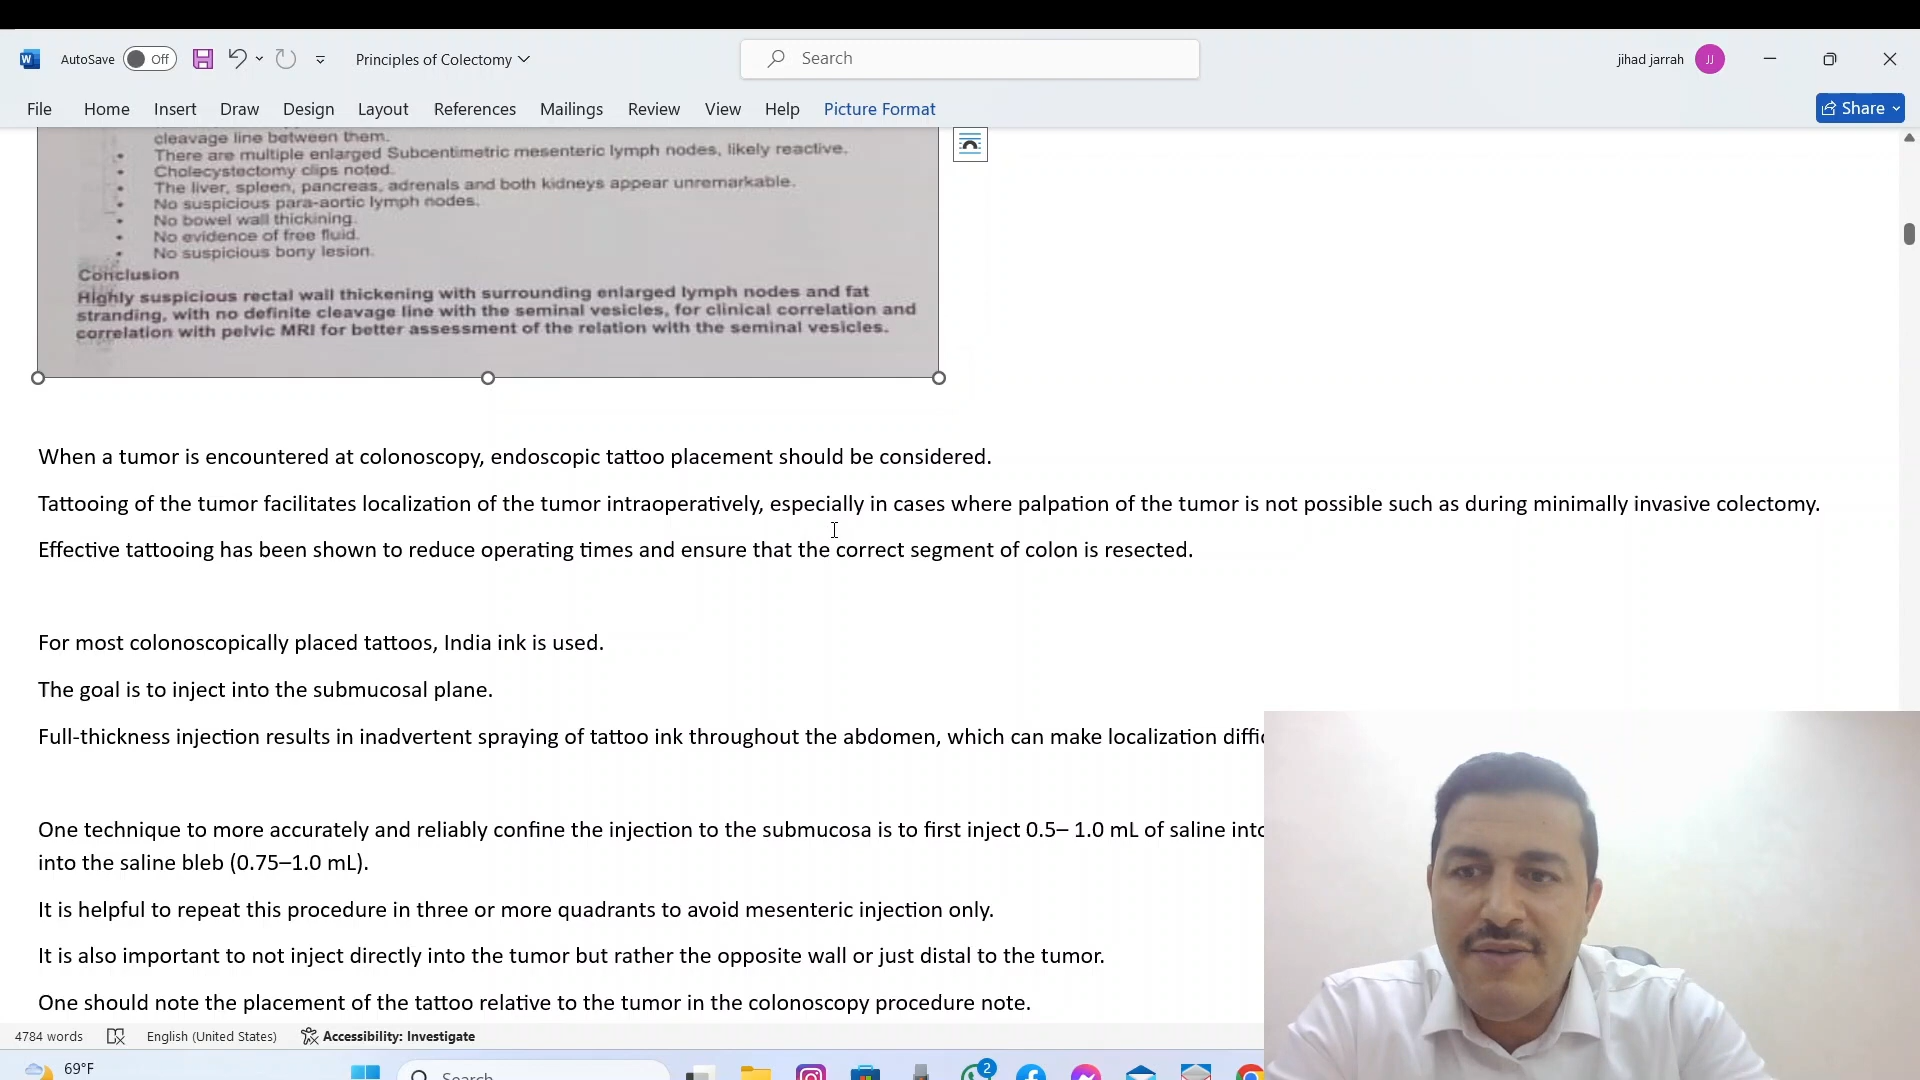 AutoSave Off Principles of Colectomy Search jihad jarrah JJ
File Home Insert Draw Design Layout References Mailings Review View Help Picture Format Share
cleavage line between them.
• There are multiple enlarged Subcentimetric mesenteric lymph nodes, likely reactive.
• Cholecystectomy clips noted.
• The liver, spleen, pancreas, adrenals and both kidneys appear unremarkable.
• No suspicious para-aortic lymph nodes.
• No bowel wall thickining.
• No evidence of free fluid.
• No suspicious bony lesion.
Conclusion
Highly suspicious rectal wall thickening with surrounding enlarged lymph nodes and fat
stranding, with no definite cleavage line with the seminal vesicles, for clinical correlation and
correlation with pelvic MRI for better assessment of the relation with the seminal vesicles.
When a tumor is encountered at colonoscopy, endoscopic tattoo placement should be considered.
Tattooing of the tumor facilitates localization of the tumor intraoperatively, especially in cases where palpation of the tumor is not possible such as during minimally invasive colectomy.
Effective tattooing has been shown to reduce operating times and ensure that the correct segment of colon is resected.
For most colonoscopically placed tattoos, India ink is used.
The goal is to inject into the submucosal plane.
Full-thickness injection results in inadvertent spraying of tattoo ink throughout the abdomen, which can make localization
One technique to more accurately and reliably confine the injection to the submucosa is to first inject 0.5– 1.0 mL of saline
into the saline bleb (0.75–1.0 mL).
It is helpful to repeat this procedure in three or more quadrants to avoid mesenteric injection only.
It is also important to not inject directly into the tumor but rather the opposite wall or just distal to the tumor.
One should note the placement of the tattoo relative to the tumor in the colonoscopy procedure note.
4784 words English (United States) Accessibility: Investigate
69°F Search 2